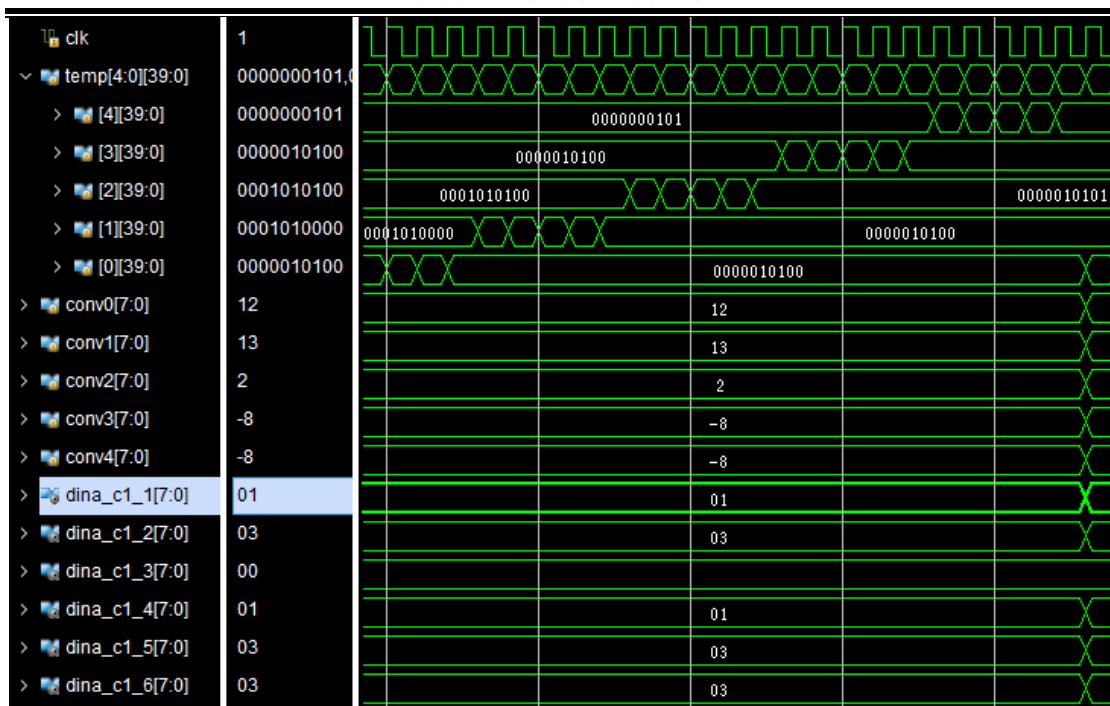 clk 1
temp[4:0][39:0] 0000000101,
[4][39:0] 0000000101 0000000101
[3][39:0] 0000010100 0000010100
[2][39:0] 0001010100 0001010100 0000010101
[1][39:0] 0001010000 0001010000 0000010100
[0][39:0] 0000010100 0000010100
conv0[7:0] 12 12
conv1[7:0] 13 13
conv2[7:0] 2 2
conv3[7:0] -8 -8
conv4[7:0] -8 -8
dina_c1_1[7:0] 01 01
dina_c1_2[7:0] 03 03
dina_c1_3[7:0] 00
dina_c1_4[7:0] 01 01
dina_c1_5[7:0] 03 03
dina_c1_6[7:0] 03 03